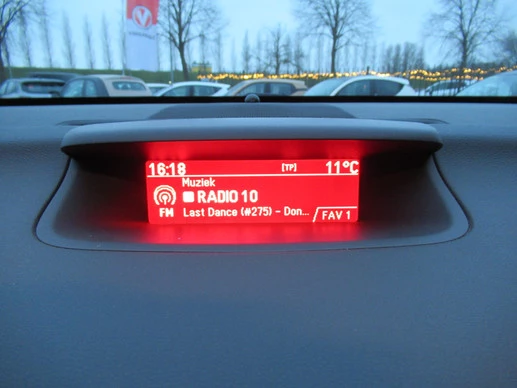 16:18 [TP] 11°C
Muziek
RADIO 10
FM Last Dance (#275) - Don... FAV 1